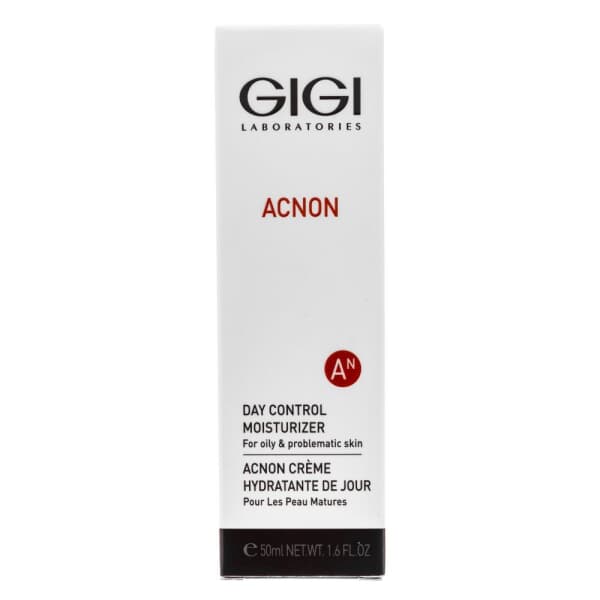 GIGI
LABORATORIES
ACNON
AN
DAY CONTROL
MOISTURIZER
For oily & problematic skin
ACNON CRÈME
HYDRATANTE DE JOUR
Pour Les Peau Matures
e 50ml NET.WT. 1.6 FL.OZ